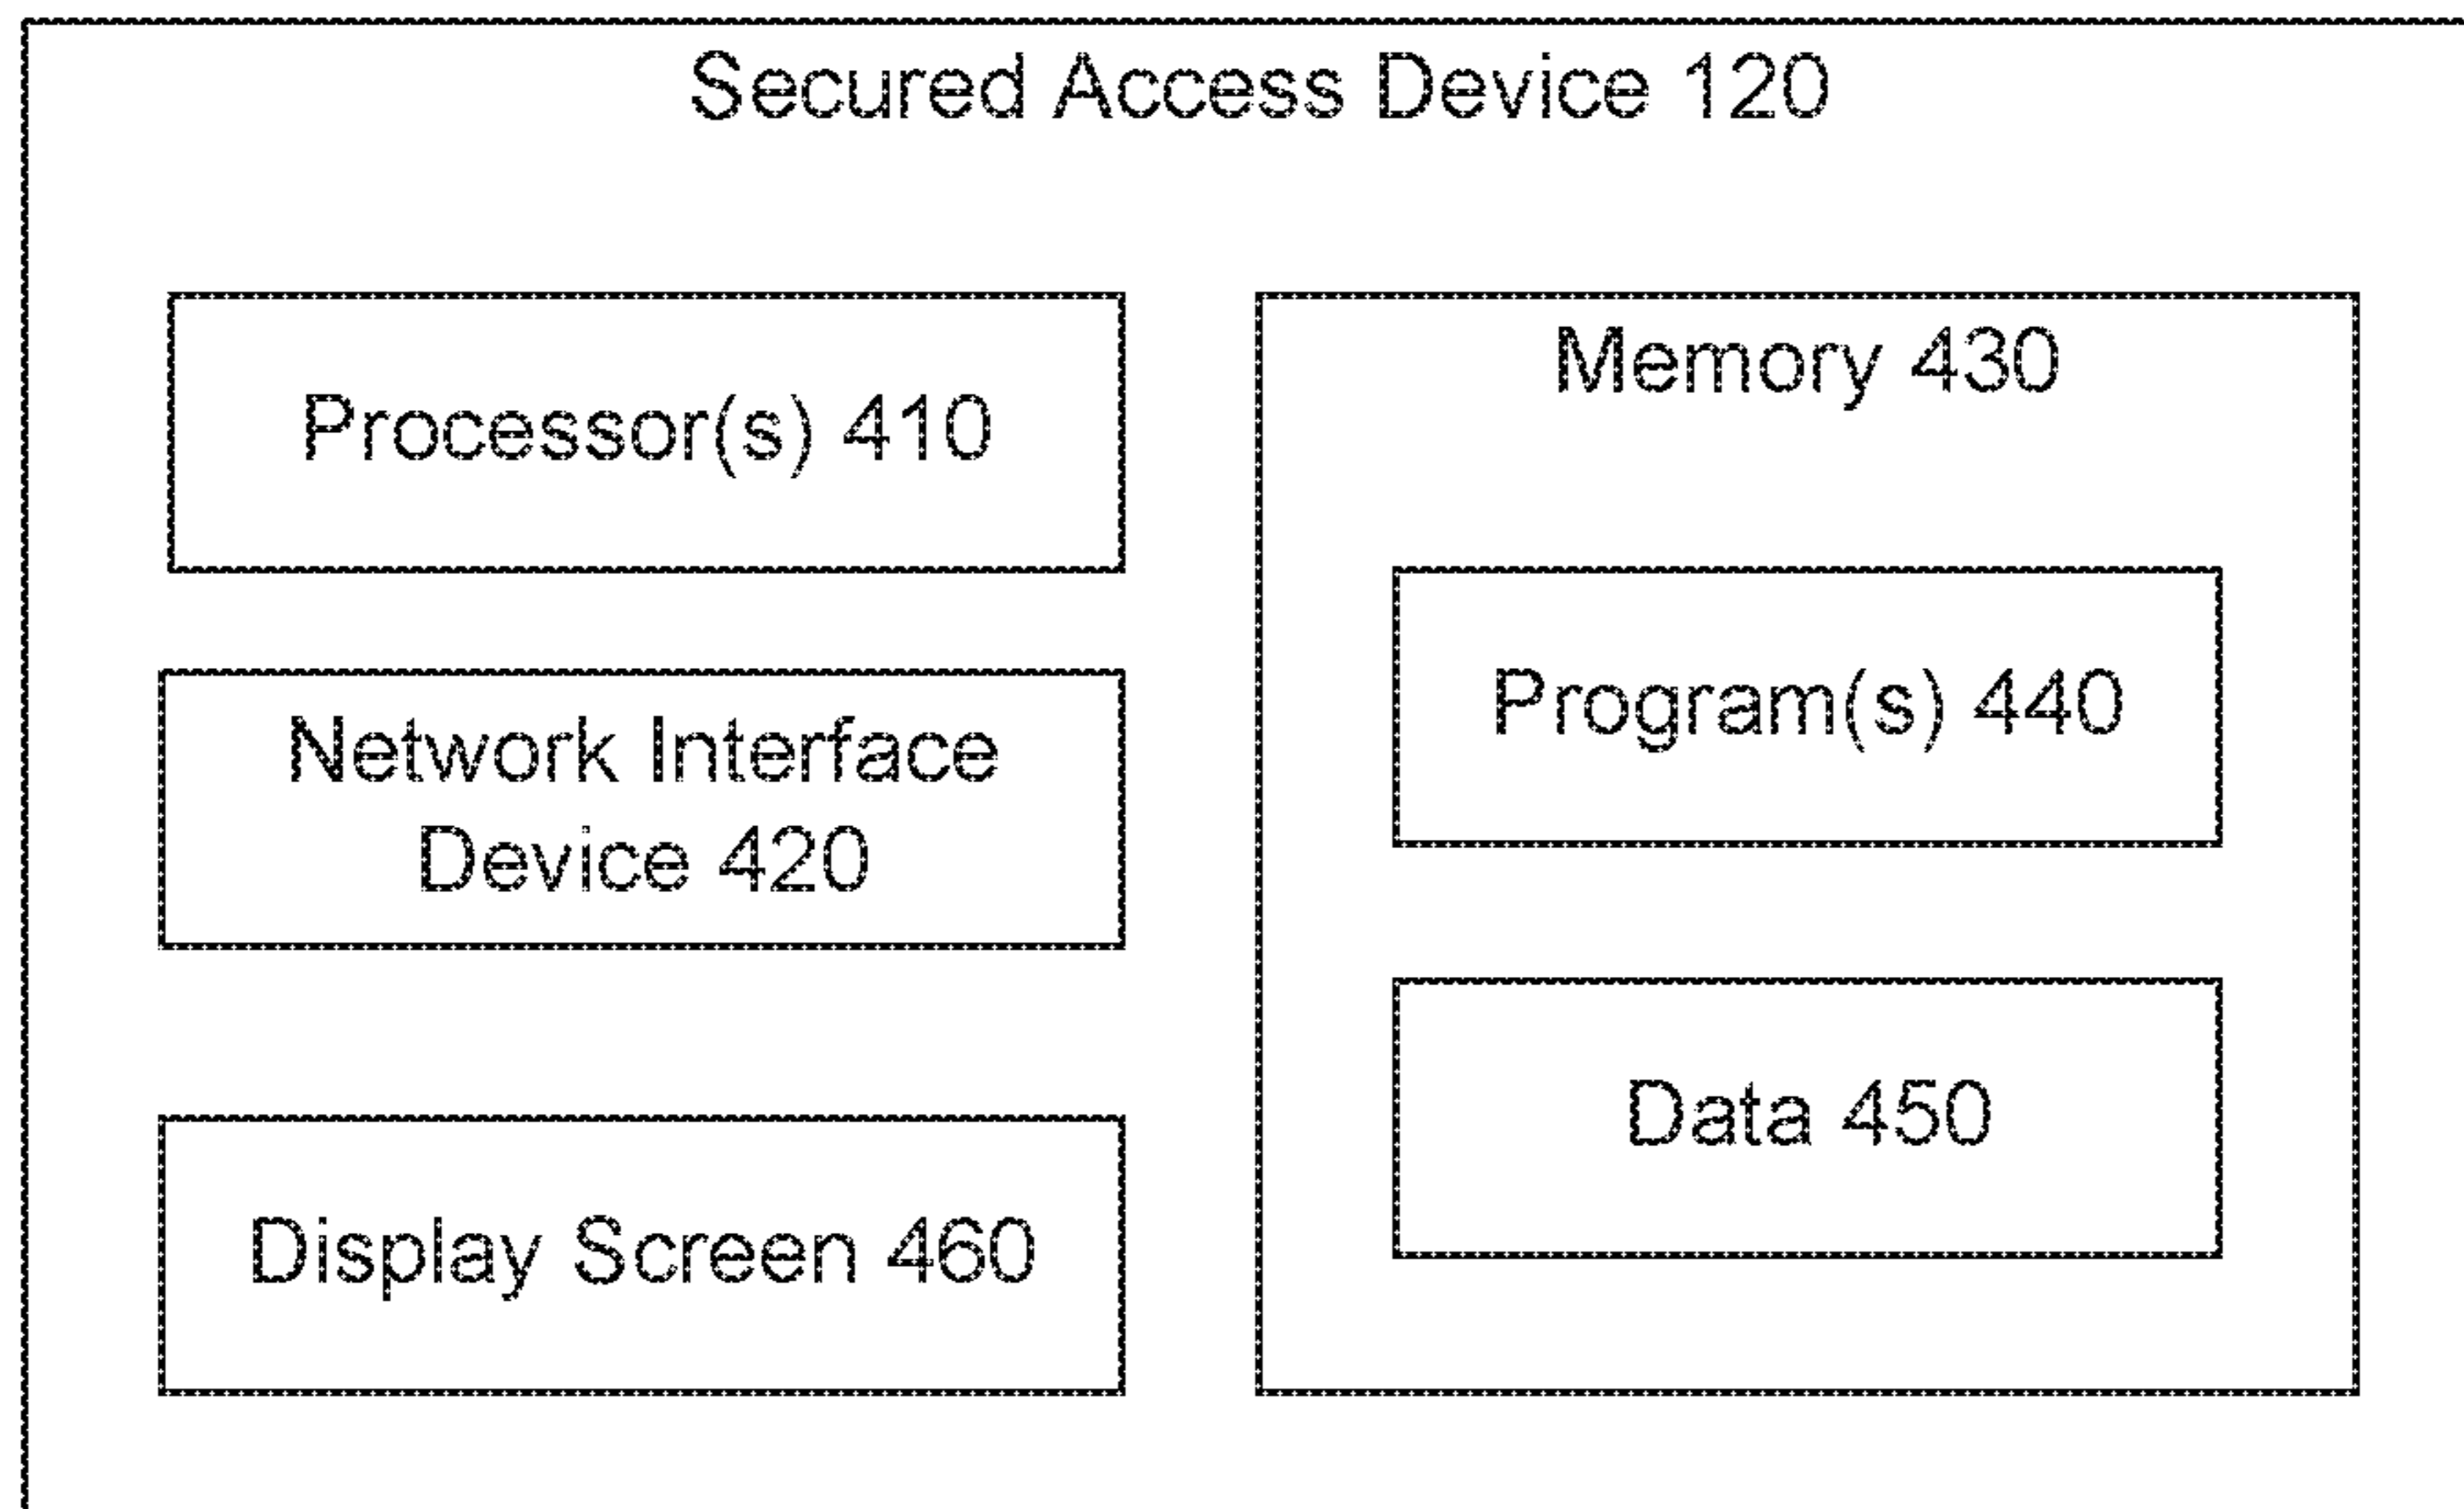 Secured Access Device 120
Processor(s) 410
Network Interface
Device 420
Display Screen 460
Memory 430
Program(s) 440
Data 450